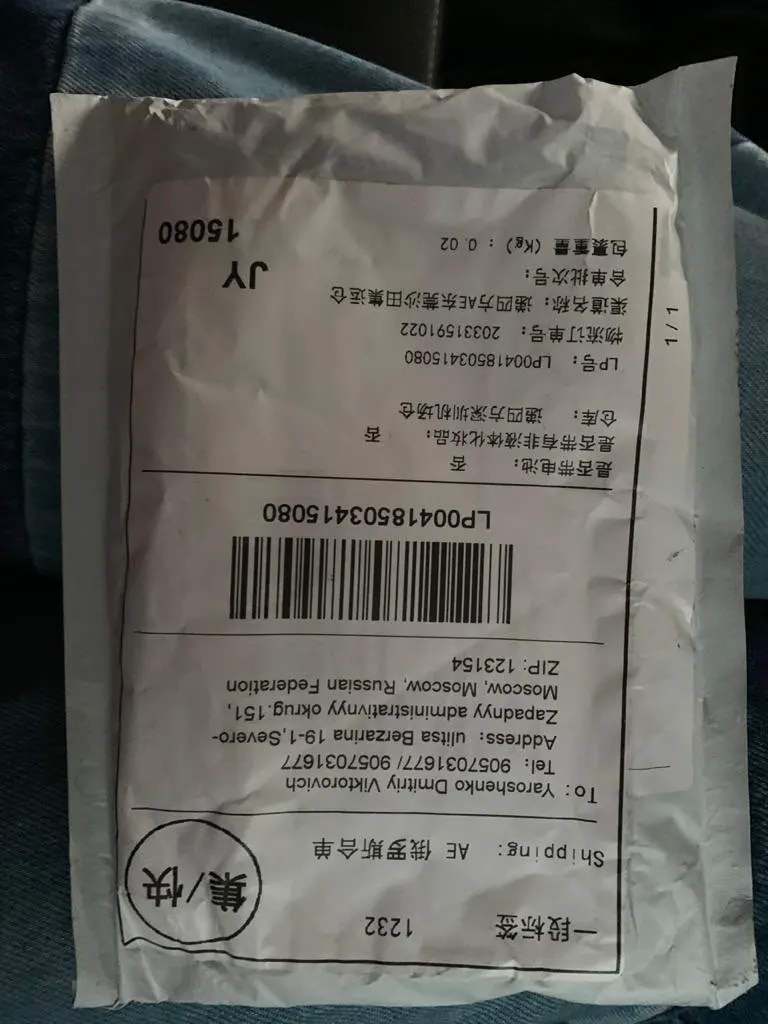 一段标签 1232
集/快
Shipping: AE 俄罗斯合单
To: Yaroshenko Dmitriy Viktorovich
Tel: 9057031677/ 9057031677
Address: ulitsa Berzarina 19-1,Severo-
Zapadnyy administrativnyy okrug.151,
Moscow, Moscow, Russian Federation
ZIP: 123154
LP00418503415080
是否带电池: 否
是否带有非液体化妆品: 否
仓库: 递四方深圳机场仓
LP号: LP00418503415080
物流订单号: 20331591022
渠道名称: 递四方AE东莞沙田集运仓
合单批次号:
包裹重量 (Kg) : 0.02
JY
15080
1/1